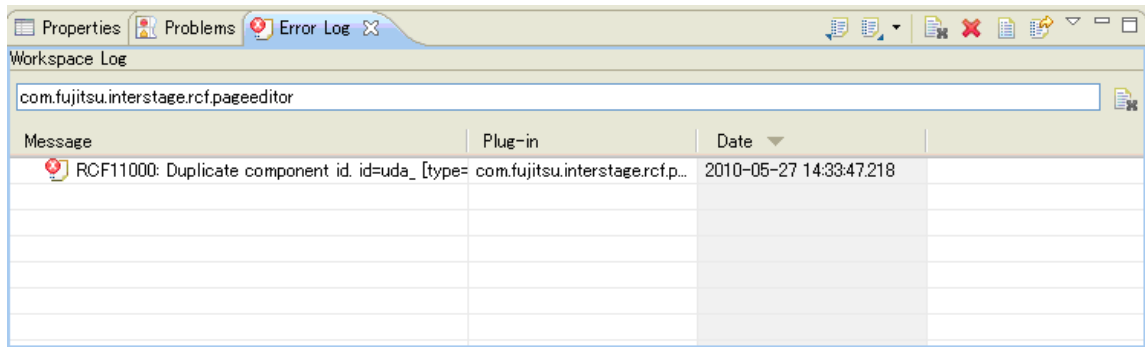 Properties Problems Error Log
Workspace Log
com.fujitsu.interstage.rcf.pageeditor
Message Plug-in Date
RCF11000: Duplicate component id. id=uda_ [type= com.fujitsu.interstage.rcf.p... 2010-05-27 14:33:47.218